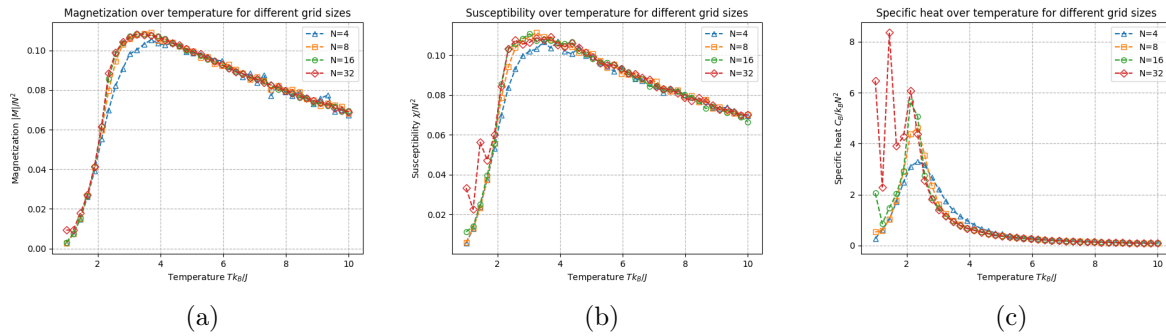 Magnetization over temperature for different grid sizes
Magnetization |M|/N²
0.10
0.08
0.06
0.04
0.02
0.00
2
4
6
8
10
Temperature Tk_B/J
N=4
N=8
N=16
N=32
(a)
Susceptibility over temperature for different grid sizes
Susceptibility χ/N²
0.10
0.08
0.06
0.04
0.02
2
4
6
8
10
Temperature Tk_B/J
N=4
N=8
N=16
N=32
(b)
Specific heat over temperature for different grid sizes
Specific heat C_B/k_BN²
8
6
4
2
0
2
4
6
8
10
Temperature Tk_B/J
N=4
N=8
N=16
N=32
(c)